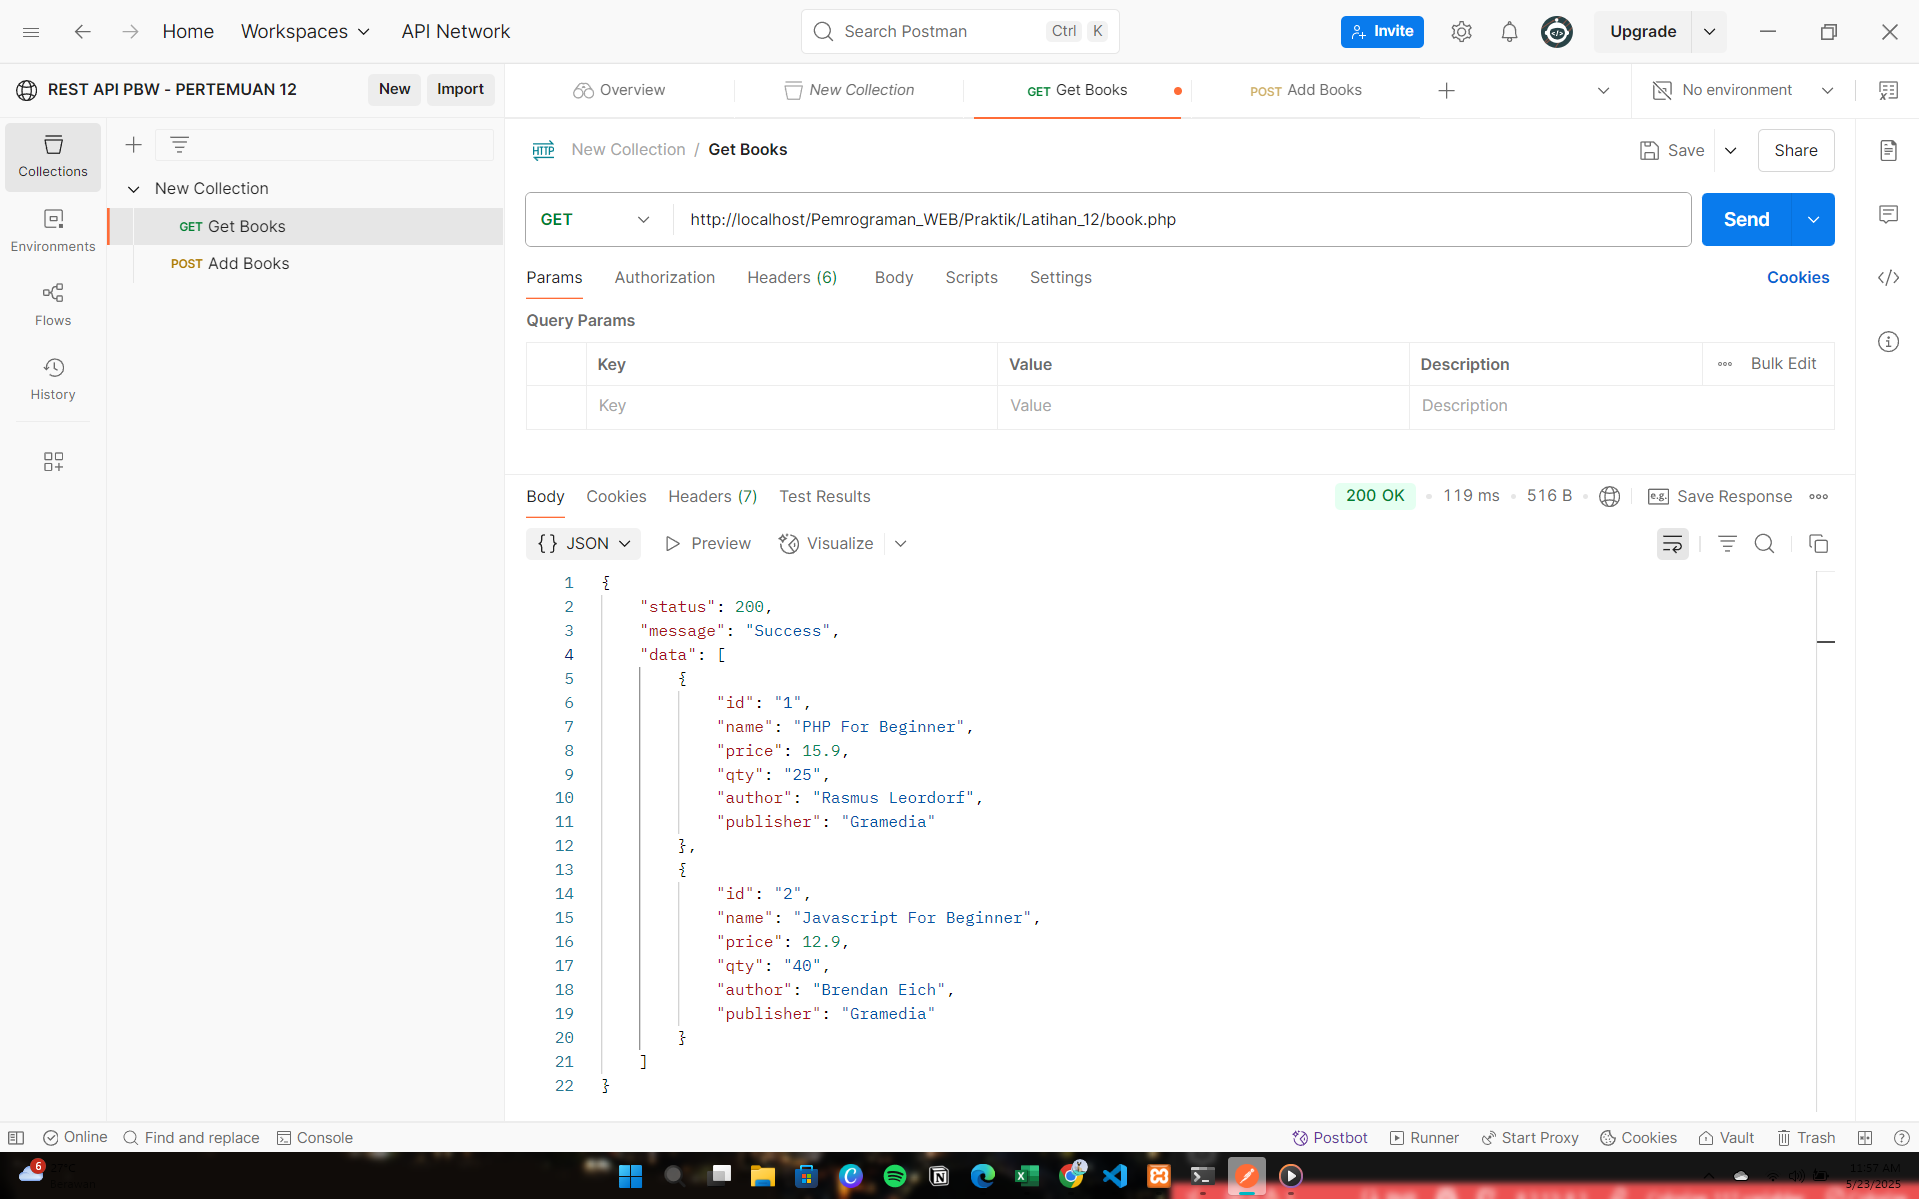 Home Workspaces API Network Search Postman Ctrl K Invite Upgrade
REST API PBW - PERTEMUAN 12 New Import Overview New Collection GET Get Books POST Add Books No environment
Collections
New Collection / Get Books Save Share
New Collection
GET Get Books
GET http://localhost/Pemrograman_WEB/Praktik/Latihan_12/book.php Send
Environments
POST Add Books
Params Authorization Headers (6) Body Scripts Settings Cookies
Flows
Query Params
Key Value Description Bulk Edit
History
Key Value Description
Body Cookies Headers (7) Test Results 200 OK 119 ms 516 B e.g. Save Response
{} JSON Preview Visualize
1 {
2 "status": 200,
3 "message": "Success",
4 "data": [
5 {
6 "id": "1",
7 "name": "PHP For Beginner",
8 "price": 15.9,
9 "qty": "25",
10 "author": "Rasmus Leordorf",
11 "publisher": "Gramedia"
12 },
13 {
14 "id": "2",
15 "name": "Javascript For Beginner",
16 "price": 12.9,
17 "qty": "40",
18 "author": "Brendan Eich",
19 "publisher": "Gramedia"
20 }
21 ]
22 }
Online Find and replace Console Postbot Runner Start Proxy Cookies Vault Trash
6
11:57 AM
5/23/2025